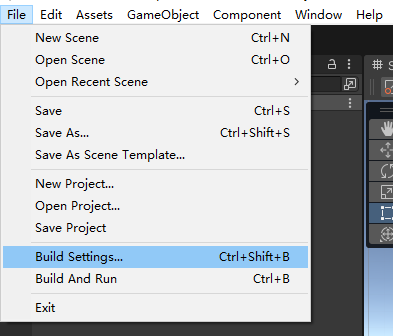 File Edit Assets GameObject Component Window Help
New Scene Ctrl+N
Open Scene Ctrl+O
Open Recent Scene
Save Ctrl+S
Save As... Ctrl+Shift+S
Save As Scene Template...
New Project...
Open Project...
Save Project
Build Settings... Ctrl+Shift+B
Build And Run Ctrl+B
Exit